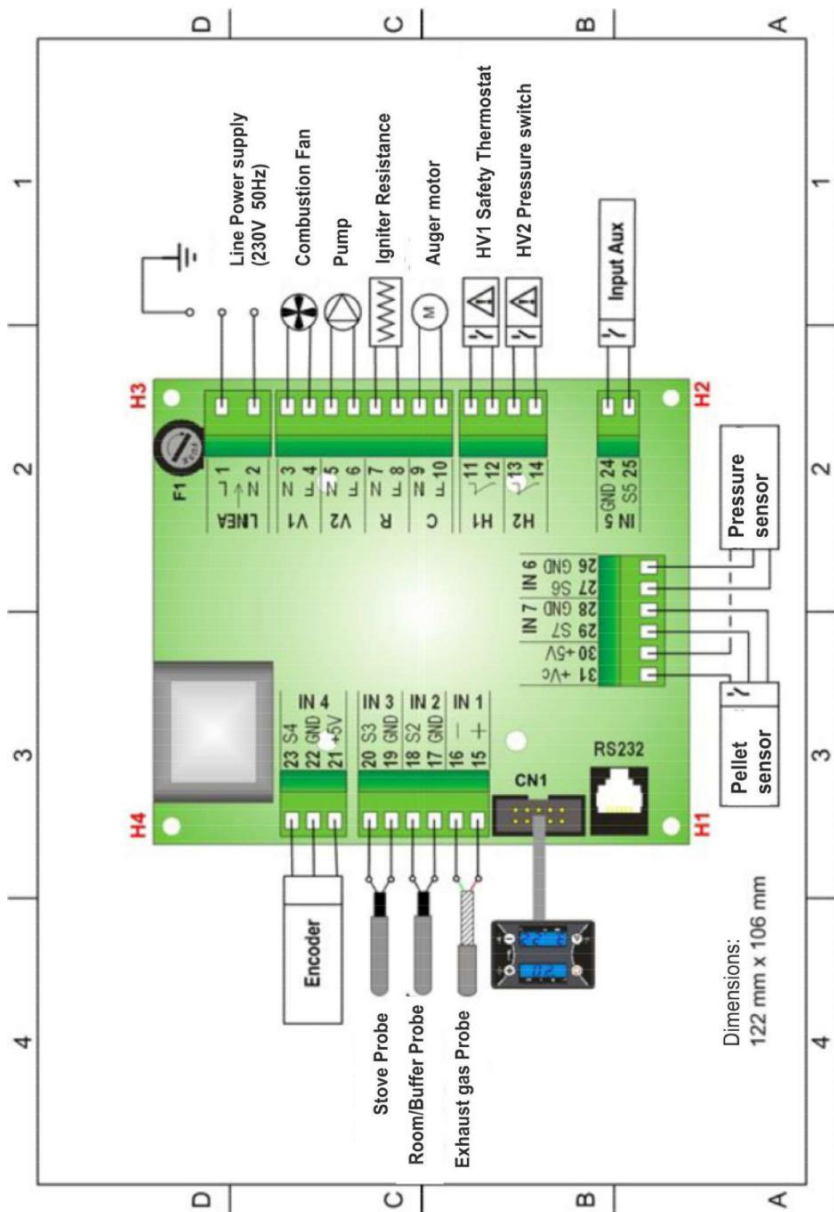 4 3 2 1
D
D
H4
H3
F1
Line Power supply
(230V 50Hz)
1 L
2 N
LINEA
Encoder
23 S4
22 GND
21 +5V
IN 4
3 N
4 F
V1
Combustion Fan
5 N
6 F
V2
Pump
Stove Probe
20 S3
19 GND
IN 3
7 N
8 F
R
Igniter Resistance
C
C
Room/Buffer Probe
18 S2
17 GND
IN 2
9 N
10 F
C
M
Auger motor
Exhaust gas Probe
16 −
15 +
IN 1
11
12
H1
HV1 Safety Thermostat
13
14
H2
HV2 Pressure switch
CN1
RS232
B
B
31 +Vc
30 +5V
29 S7
28 GND
27 S6
26 GND
IN 7
IN 6
GND 24
S5 25
IN 5
Input Aux
H1
H2
Dimensions:
122 mm x 106 mm
Pellet
sensor
Pressure
sensor
A
A
4 3 2 1